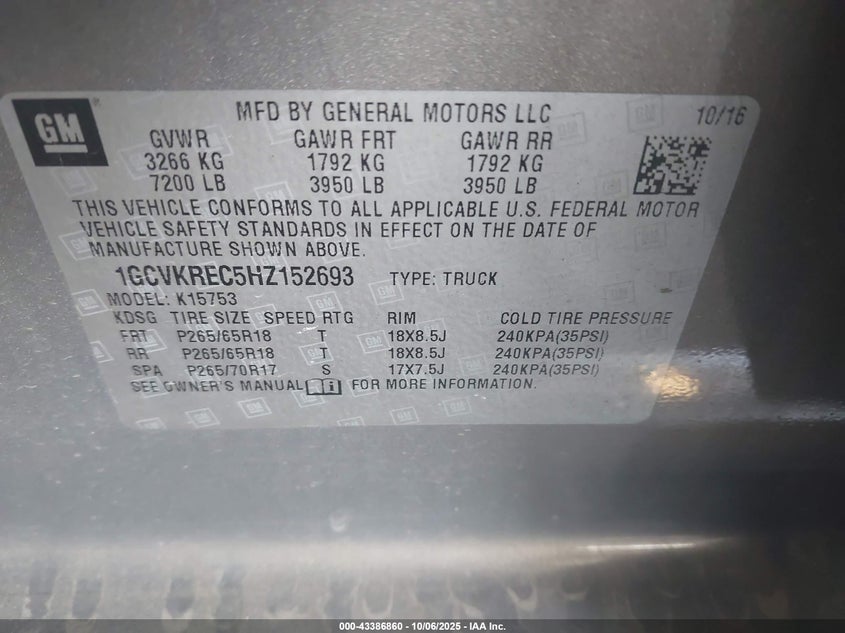 GM ® MFD BY GENERAL MOTORS LLC 10/16
GVWR GAWR FRT GAWR RR
3266 KG 1792 KG 1792 KG
7200 LB 3950 LB 3950 LB
THIS VEHICLE CONFORMS TO ALL APPLICABLE U.S. FEDERAL MOTOR
VEHICLE SAFETY STANDARDS IN EFFECT ON THE DATE OF
MANUFACTURE SHOWN ABOVE.
1GCVKREC5HZ152693 TYPE: TRUCK
MODEL: K15753
KDSG TIRE SIZE SPEED RTG RIM COLD TIRE PRESSURE
FRT P265/65R18 T 18X8.5J 240KPA(35PSI)
RR P265/65R18 T 18X8.5J 240KPA(35PSI)
SPA P265/70R17 S 17X7.5J 240KPA(35PSI)
SEE OWNER'S MANUAL FOR MORE INFORMATION.
000-43386860 - 10/06/2025 - IAA Inc.